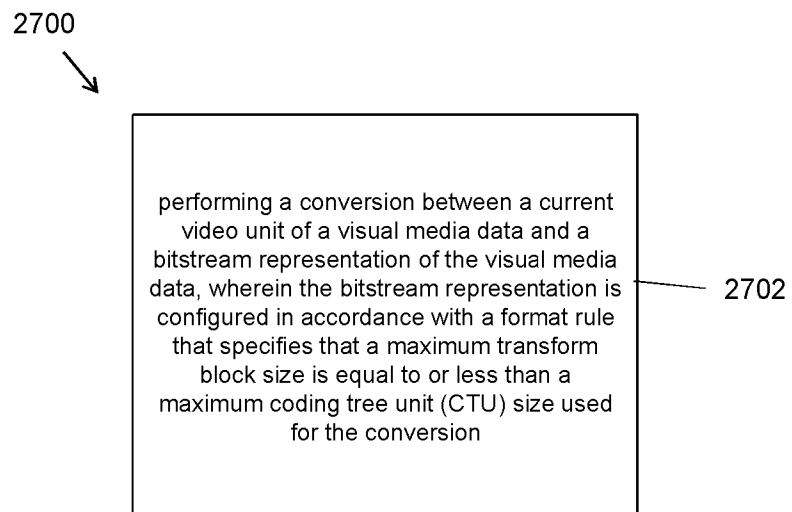 2700
performing a conversion between a current
video unit of a visual media data and a
bitstream representation of the visual media
data, wherein the bitstream representation is
configured in accordance with a format rule
that specifies that a maximum transform
block size is equal to or less than a
maximum coding tree unit (CTU) size used
for the conversion
2702